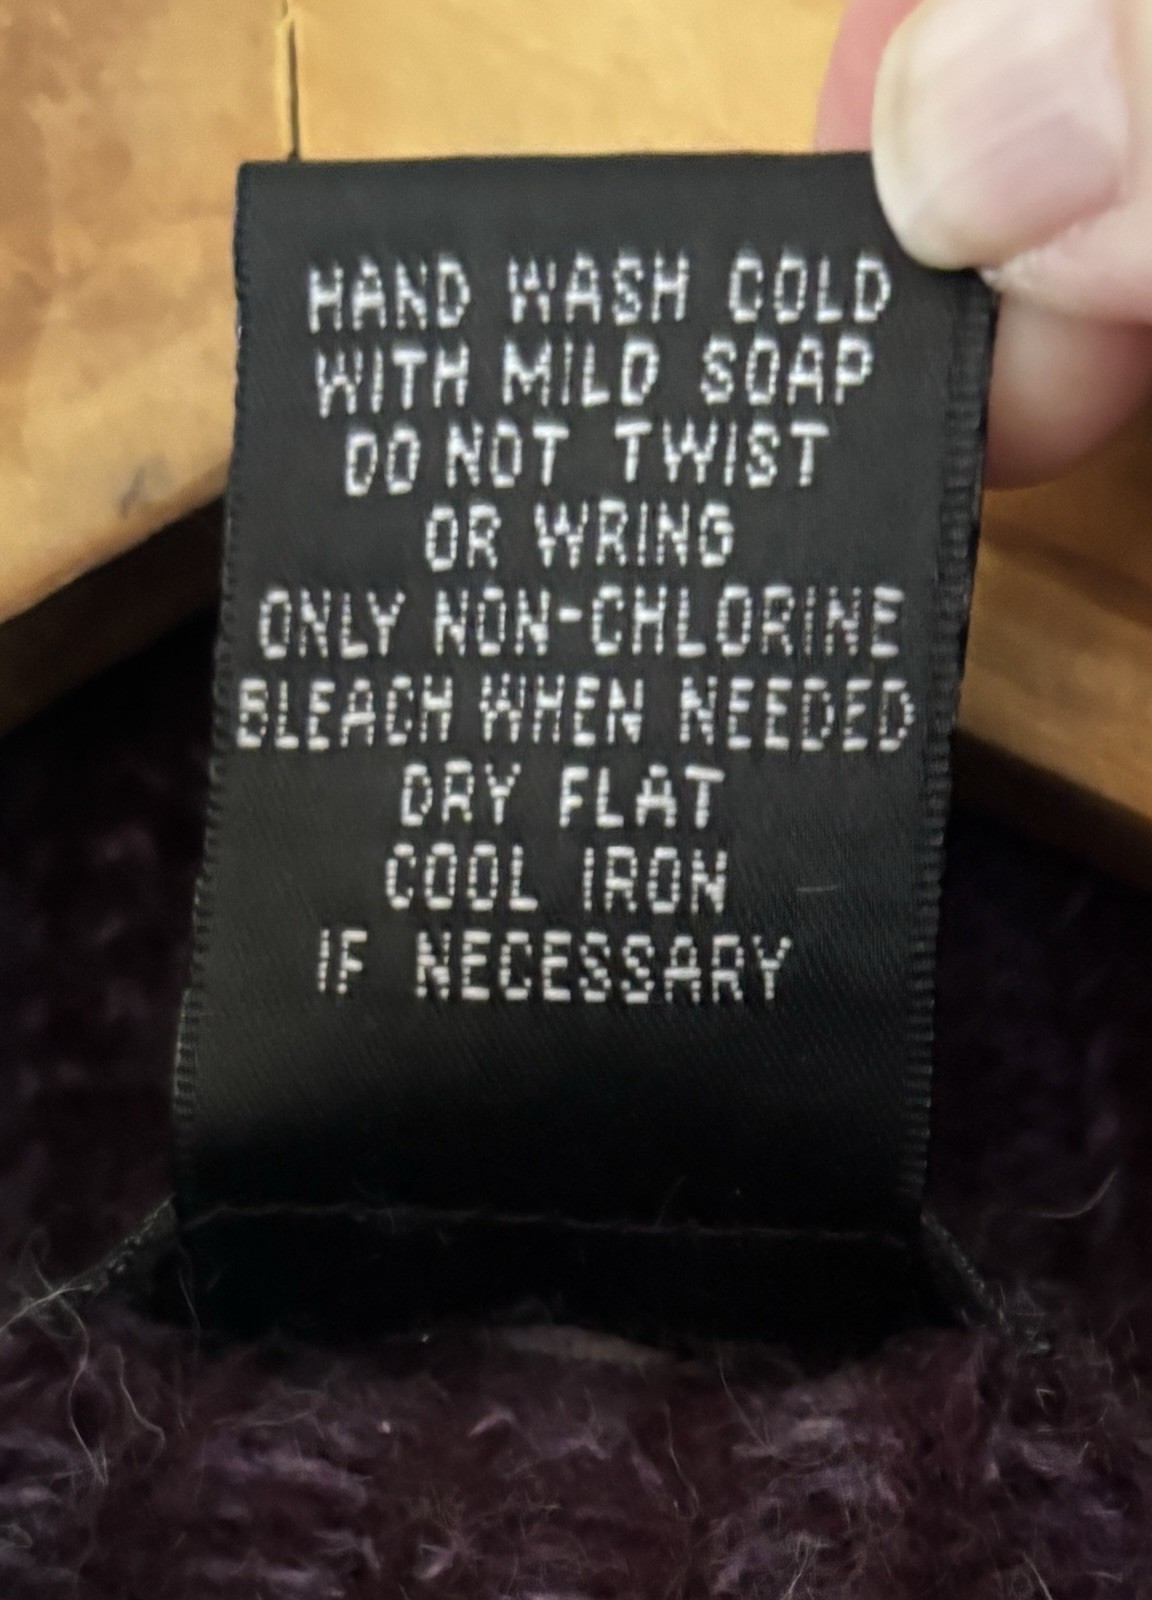 HAND WASH COLD
WITH MILD SOAP
DO NOT TWIST
OR WRING
ONLY NON-CHLORINE
BLEACH WHEN NEEDED
DRY FLAT
COOL IRON
IF NECESSARY